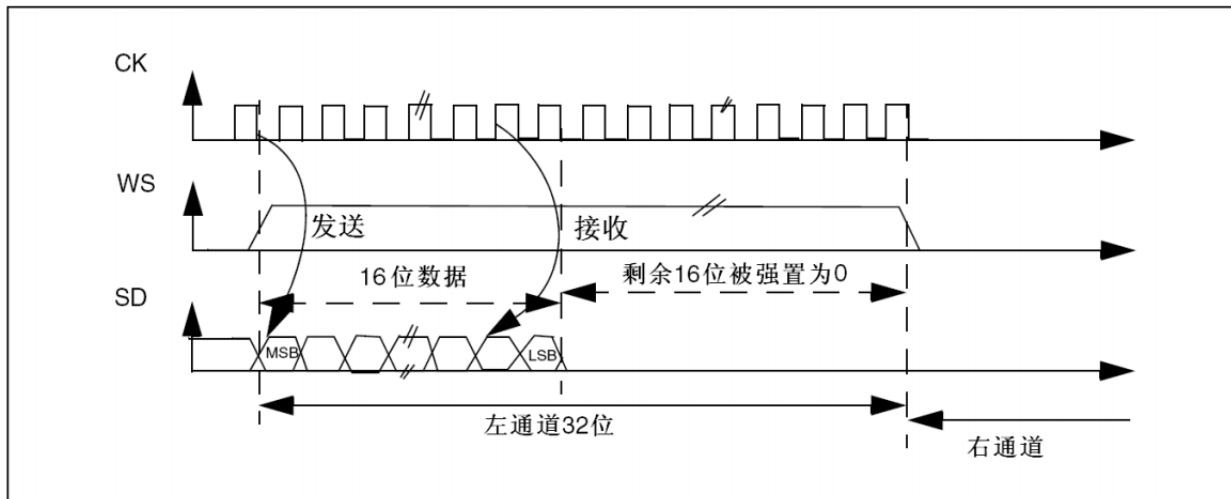 CK
WS
发送
接收
16位数据
剩余16位被强置为0
SD
MSB
LSB
左通道32位
右通道